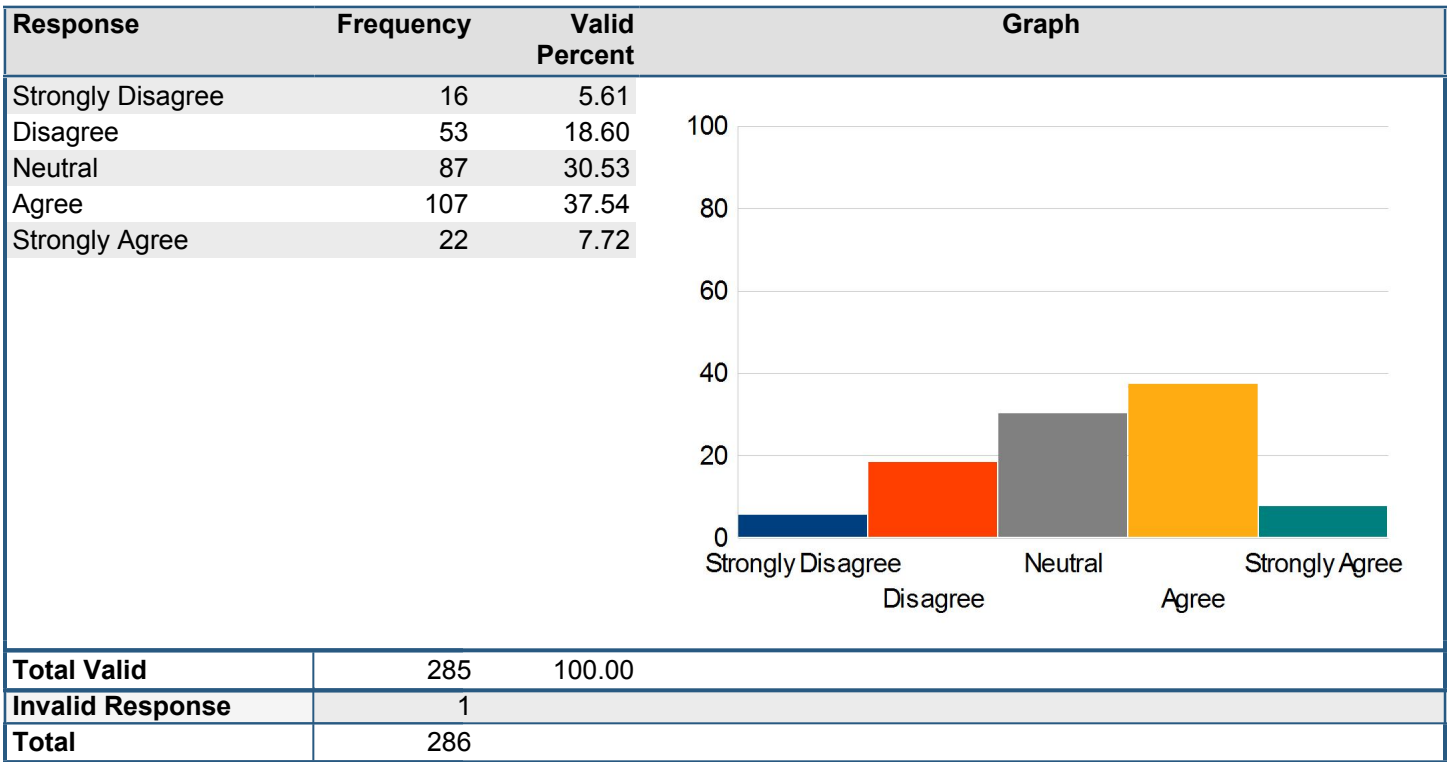 Response Frequency Valid Percent Graph
Strongly Disagree 16 5.61
Disagree 53 18.60
Neutral 87 30.53
Agree 107 37.54
Strongly Agree 22 7.72
100
80
60
40
20
0
Strongly Disagree Neutral Strongly Agree
Disagree Agree
Total Valid 285 100.00
Invalid Response 1
Total 286